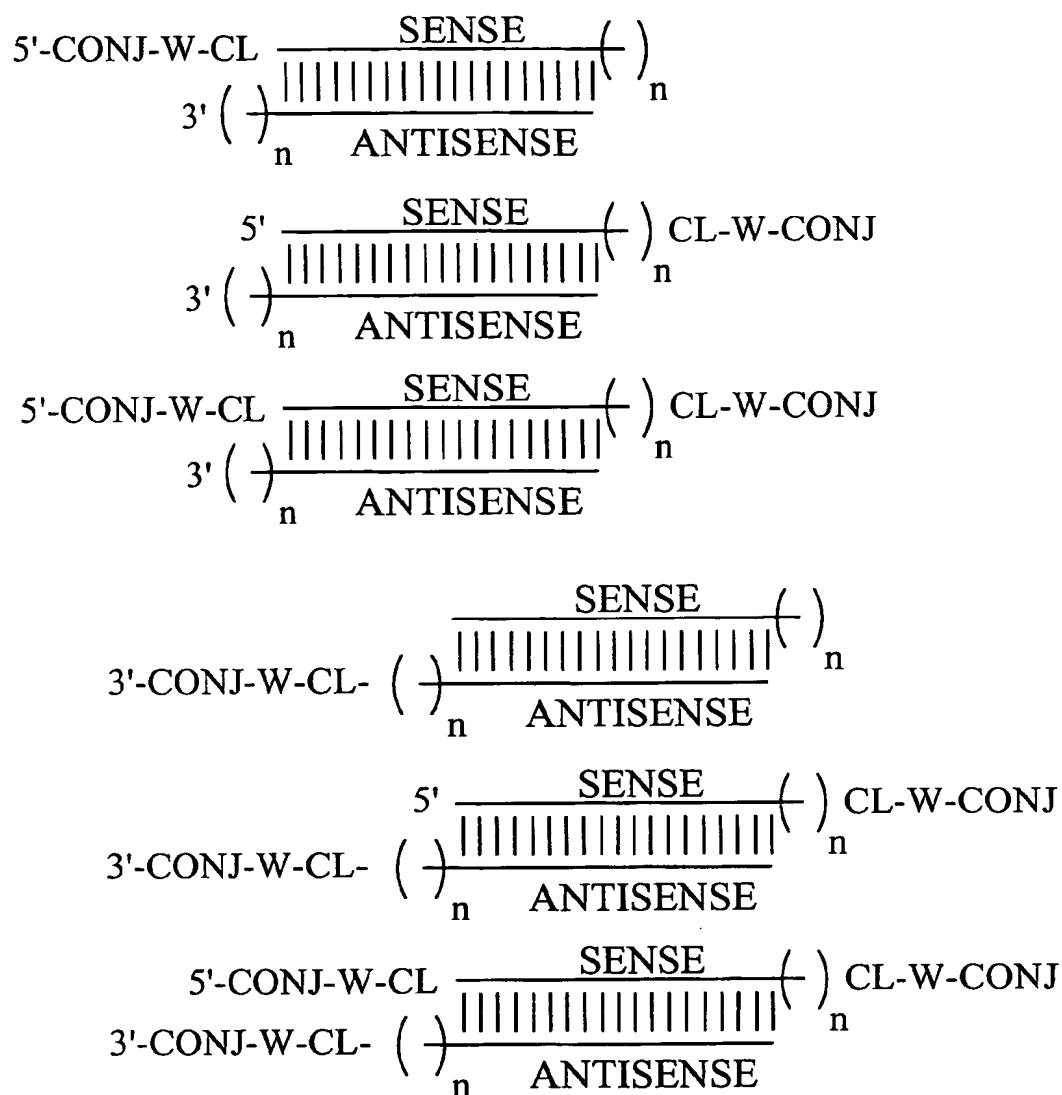 SENSE
5'-CONJ-W-CL ( )n
3' ( )n
ANTISENSE
SENSE
5' ( )n CL-W-CONJ
3' ( )n
ANTISENSE
SENSE
5'-CONJ-W-CL ( )n CL-W-CONJ
3' ( )n
ANTISENSE
SENSE
( )n
3'-CONJ-W-CL- ( )n
ANTISENSE
SENSE
5' ( )n CL-W-CONJ
3'-CONJ-W-CL- ( )n
ANTISENSE
SENSE
5'-CONJ-W-CL ( )n CL-W-CONJ
3'-CONJ-W-CL- ( )n
ANTISENSE